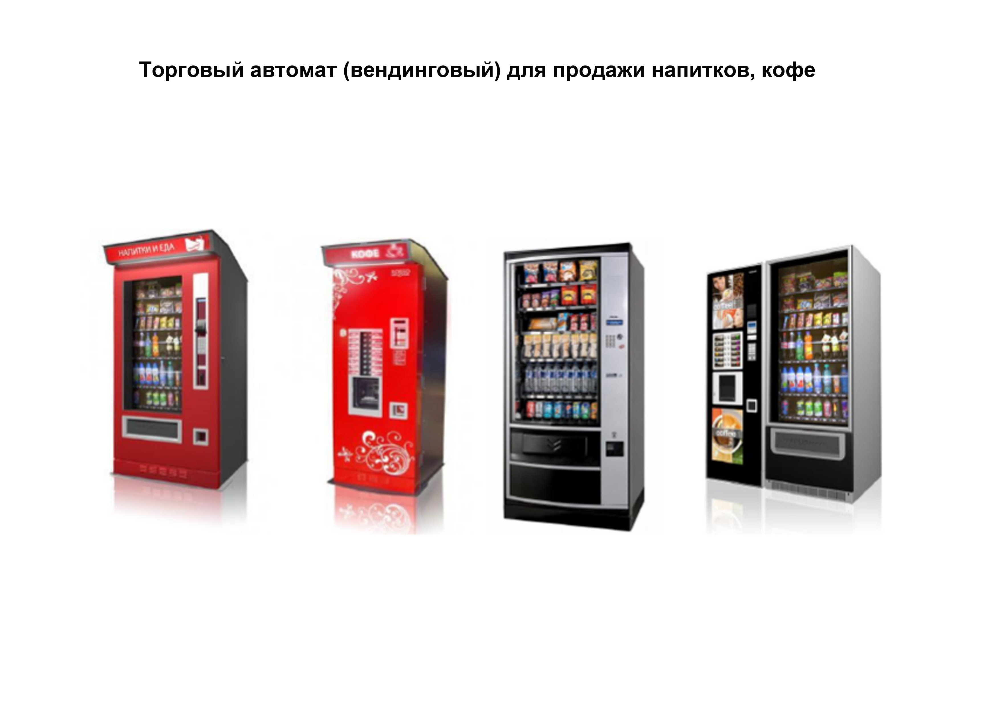 Торговый автомат (вендинговый) для продажи напитков, кофе
НАПИТКИ И ЕДА
КОФЕ
coffee
coffee